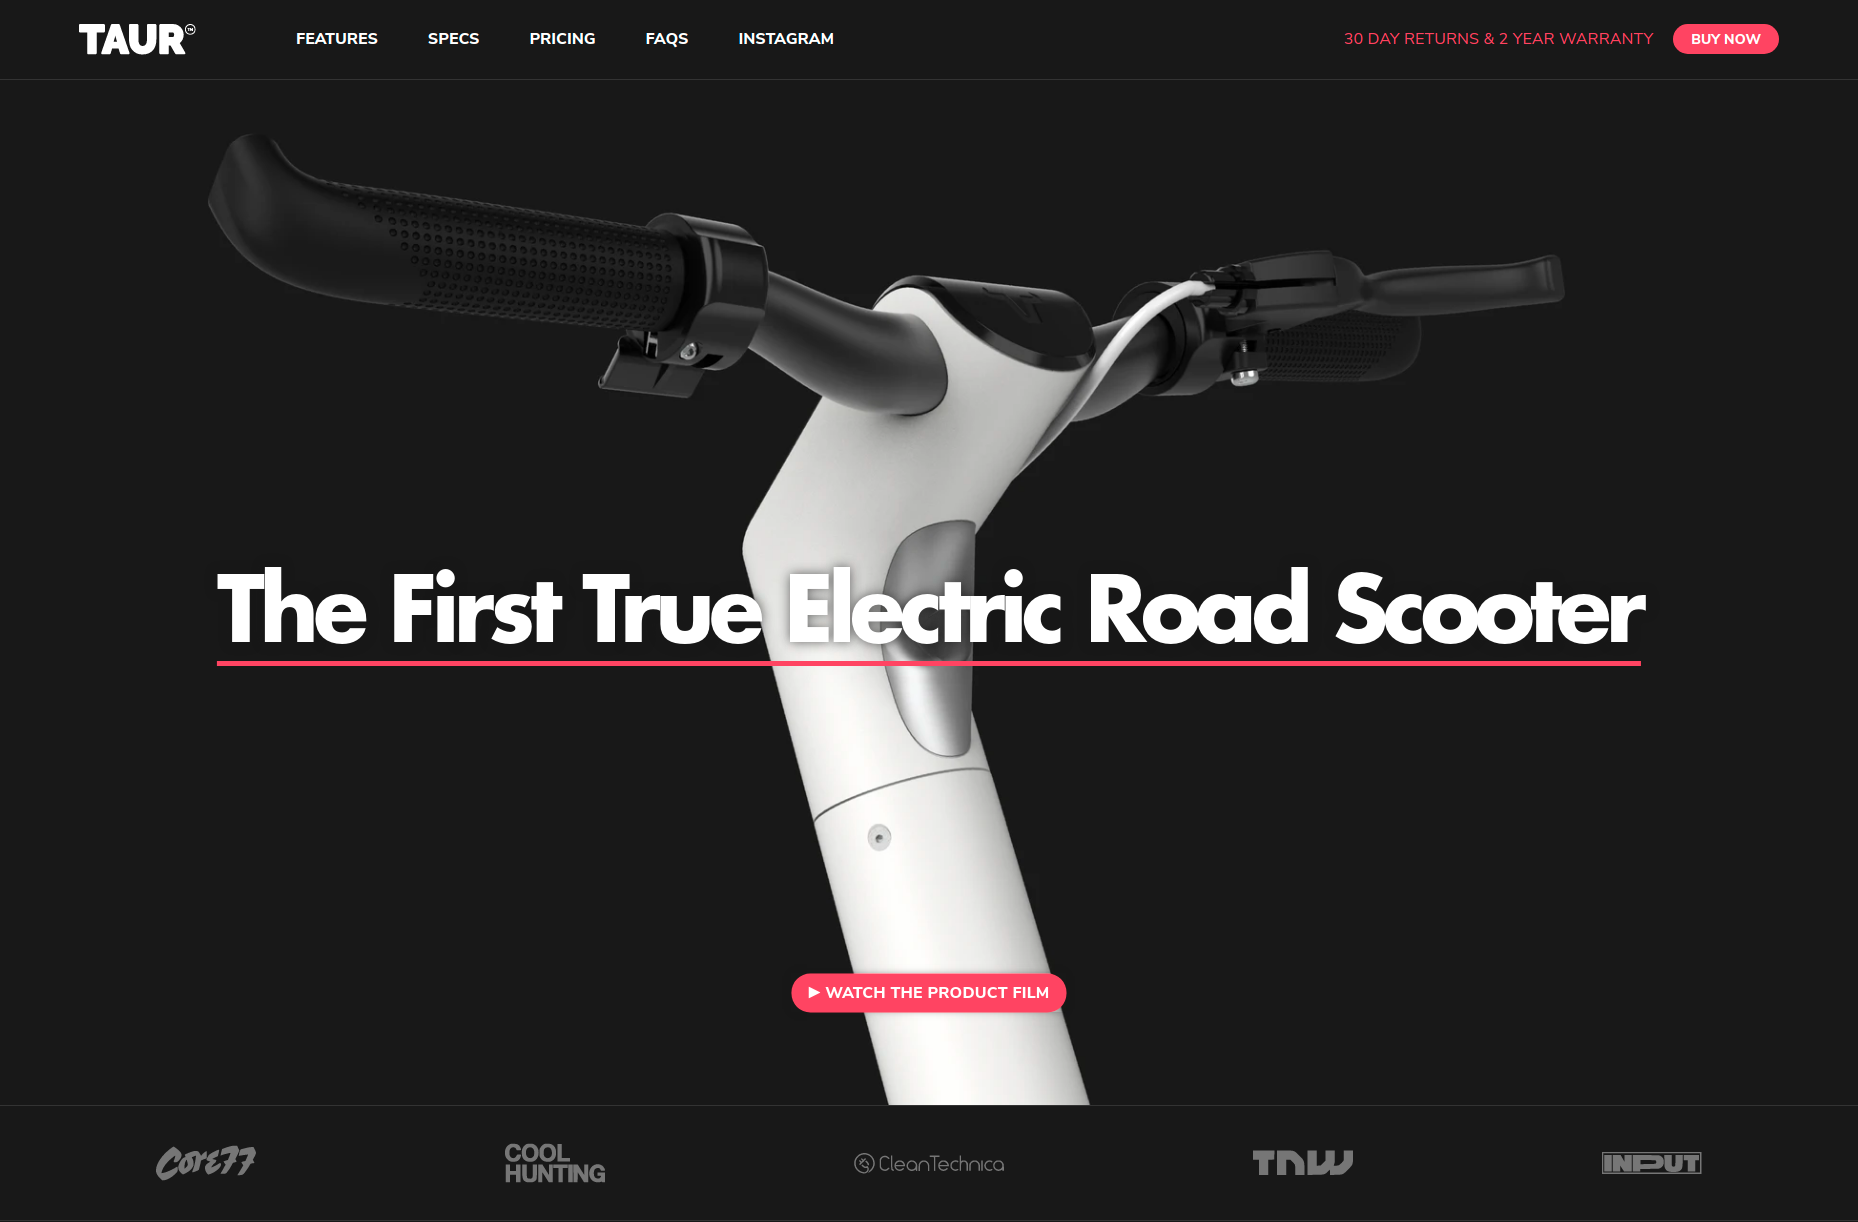 TAUR™
FEATURES
SPECS
PRICING
FAQS
INSTAGRAM
30 DAY RETURNS & 2 YEAR WARRANTY
BUY NOW
The First True Electric Road Scooter
WATCH THE PRODUCT FILM
Core77
COOL
HUNTING
CleanTechnica
TNW
INPUT